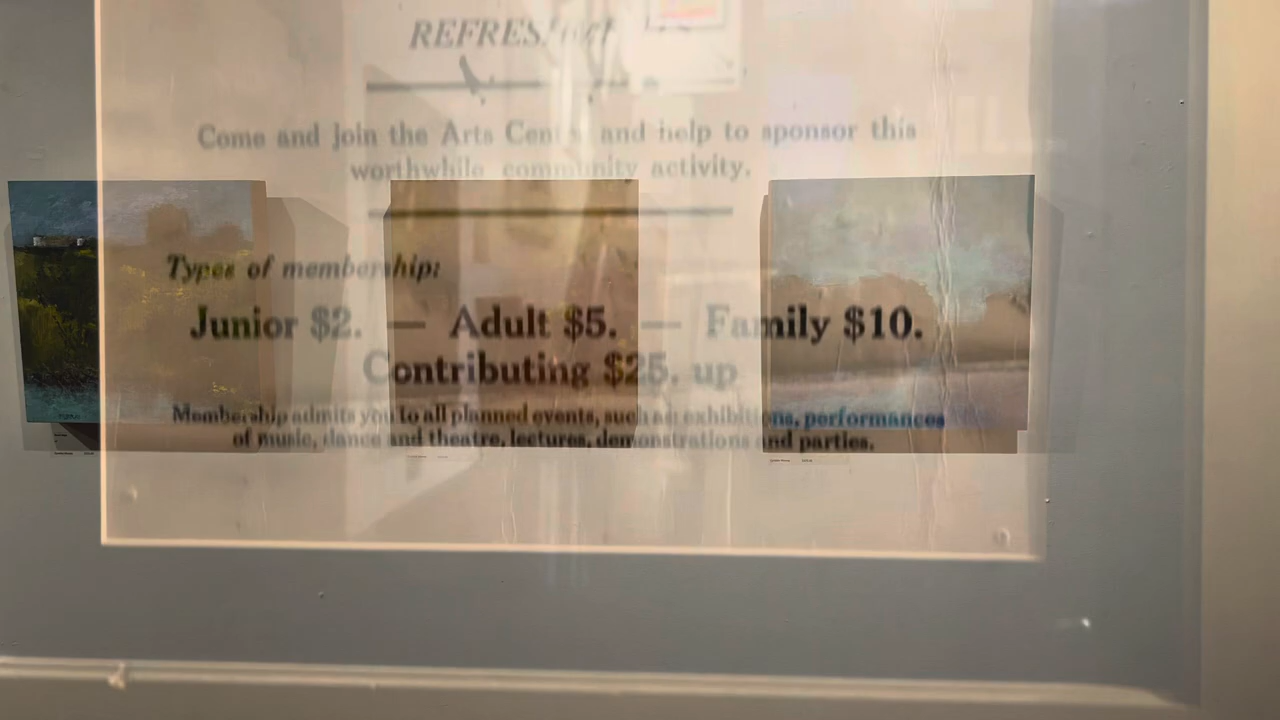 Come and join the Arts Center and help to sponsor this
worthwhile community activity.
Types of membership:
Junior $2. — Adult $5. — Family $10.
Contributing $25. up
Membership admits you to all planned events, such as: exhibitions, performances
of music, dance and theatre, lectures, demonstrations and parties.